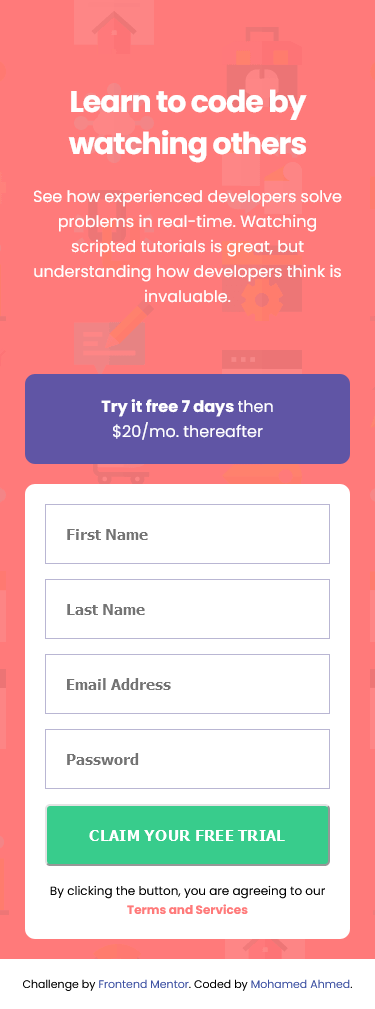 Learn to code by
watching others
See how experienced developers solve
problems in real-time. Watching
scripted tutorials is great, but
understanding how developers think is
invaluable.
Try it free 7 days then
$20/mo. thereafter
First Name
Last Name
Email Address
Password
CLAIM YOUR FREE TRIAL
By clicking the button, you are agreeing to our
Terms and Services
Challenge by Frontend Mentor. Coded by Mohamed Ahmed.